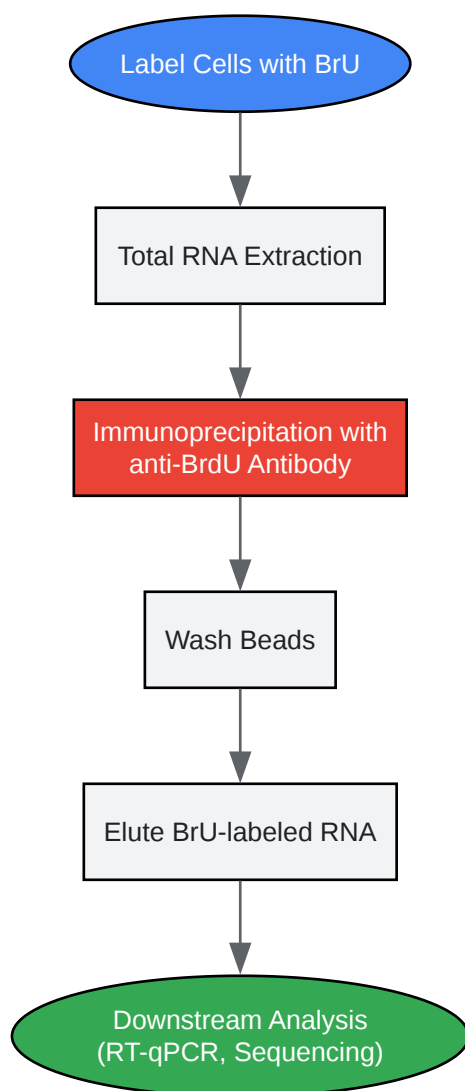 Label Cells with BrU
Total RNA Extraction
Immunoprecipitation with
anti-BrdU Antibody
Wash Beads
Elute BrU-labeled RNA
Downstream Analysis
(RT-qPCR, Sequencing)